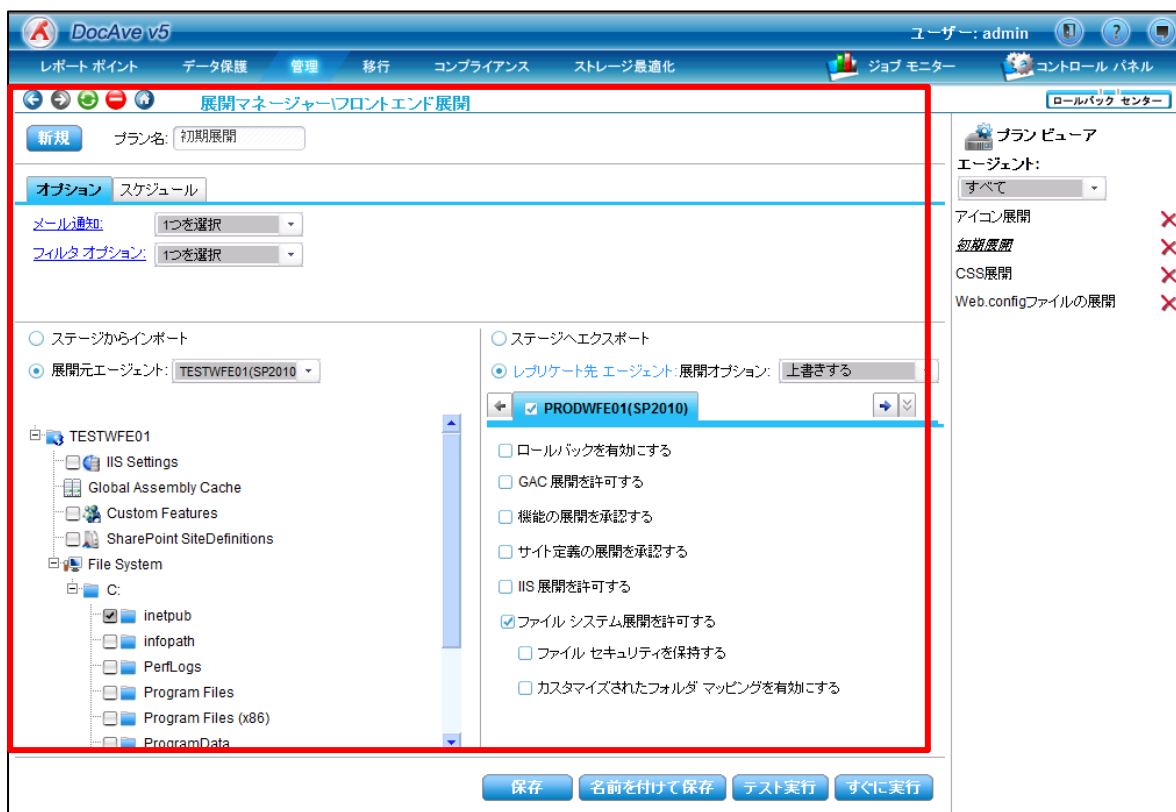 DocAve v5
ユーザー: admin
レポート ポイント データ保護 管理 移行 コンプライアンス ストレージ最適化 ジョブ モニター コントロール パネル
展開マネージャー\フロントエンド展開
ロールバック センター
新規 プラン名: 初期展開
オプション スケジュール
メール通知: 1つを選択
フィルタ オプション: 1つを選択
ステージからインポート
展開元エージェント: TESTWFE01(SP2010
TESTWFE01
IIS Settings
Global Assembly Cache
Custom Features
SharePoint SiteDefinitions
File System
C:
inetpub
infopath
PerfLogs
Program Files
Program Files (x86)
ProgramData
ステージへエクスポート
レプリケート先 エージェント:展開オプション: 上書きする
PRODWFE01(SP2010)
ロールバックを有効にする
GAC 展開を許可する
機能の展開を承認する
サイト定義の展開を承認する
IIS 展開を許可する
ファイル システム展開を許可する
ファイル セキュリティを保持する
カスタマイズされたフォルダ マッピングを有効にする
プラン ビューア
エージェント:
すべて
アイコン展開
初期展開
CSS展開
Web.configファイルの展開
保存 名前を付けて保存 テスト実行 すぐに実行